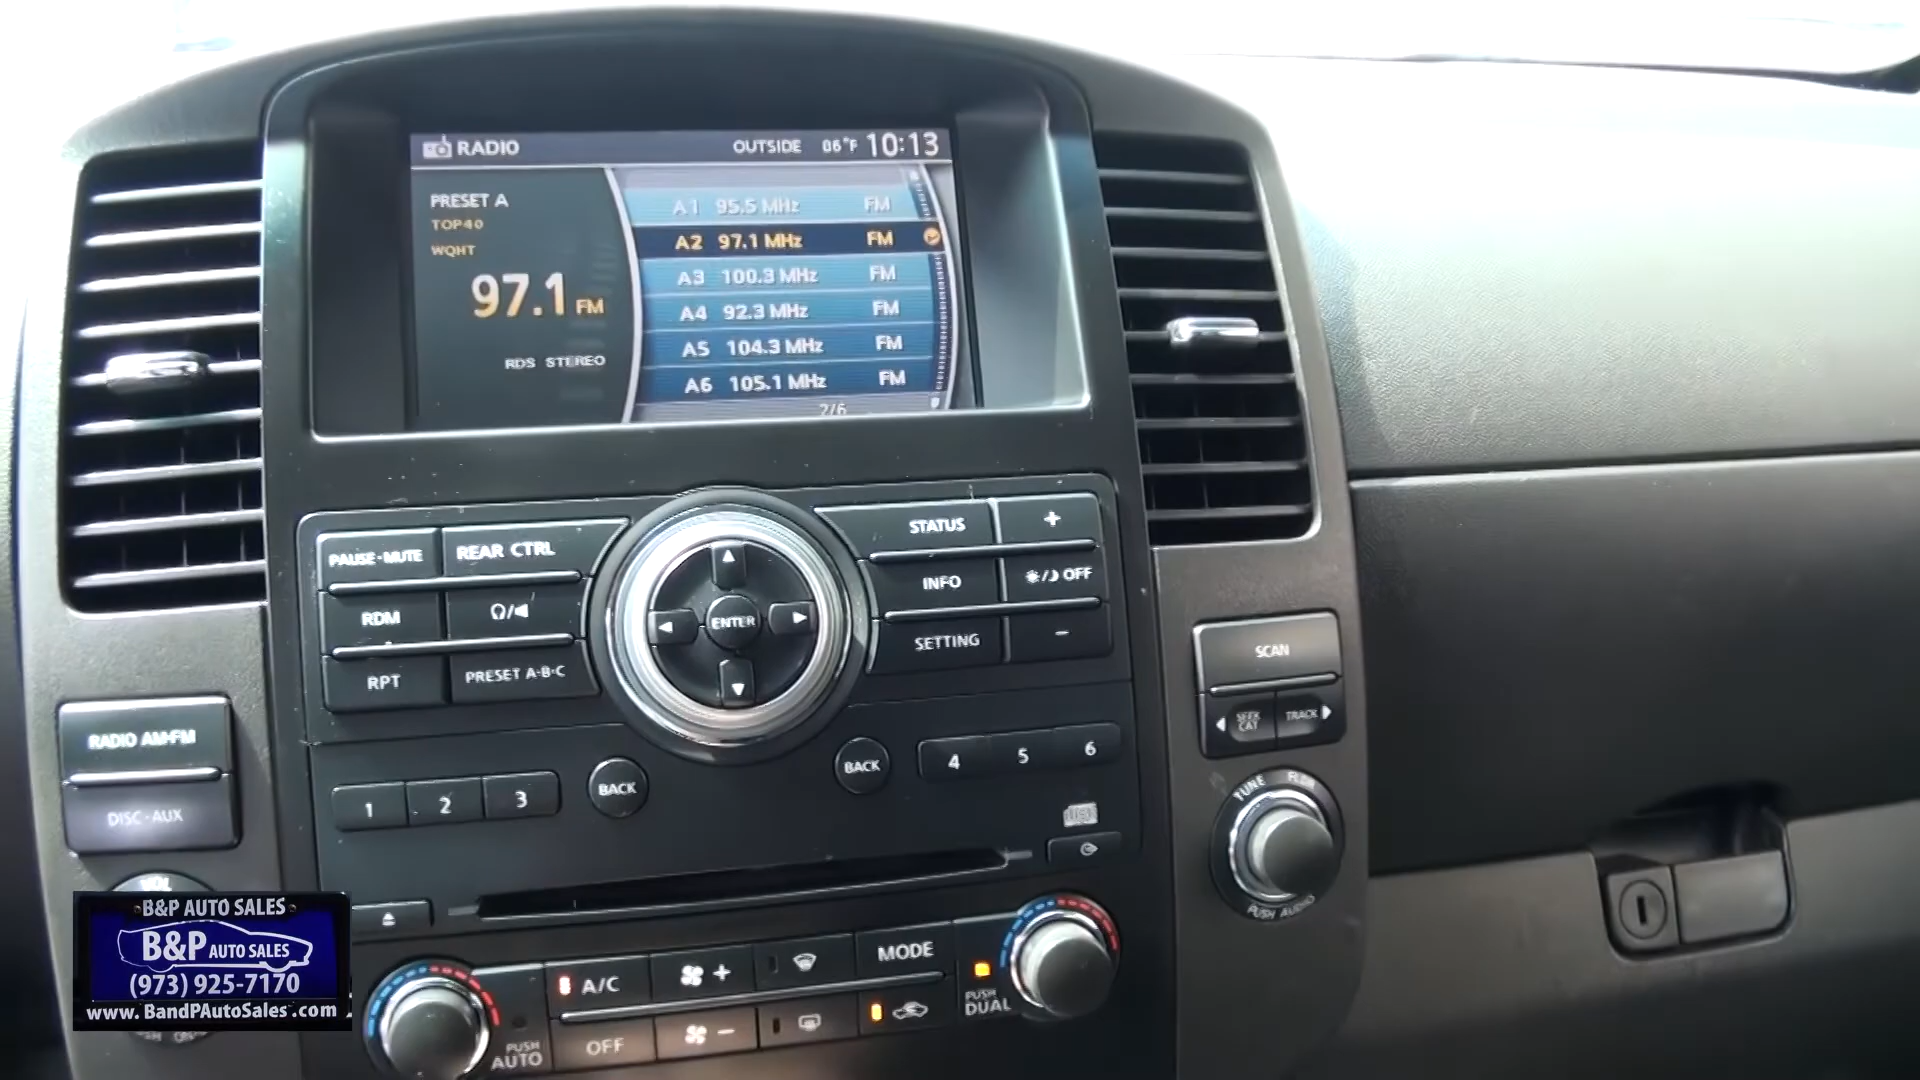 RADIO
OUTSIDE 06°F 10:13
PRESET A
TOP40
WQHT
97.1 FM
RDS STEREO
A1 95.5 MHz FM
A2 97.1 MHz FM
A3 100.3 MHz FM
A4 92.3 MHz FM
A5 104.3 MHz FM
A6 105.1 MHz FM
2/6
PAUSE·MUTE
REAR CTRL
RDM
RPT
PRESET A·B·C
ENTER
STATUS
+
INFO
OFF
SETTING
−
RADIO AM·FM
DISC·AUX
VOL
1 2 3
BACK
BACK
4 5 6
SCAN
SEEK CAT
TRACK
TUNE
PUSH AUDIO
A/C
+
MODE
PUSH AUTO
OFF
−
PUSH DUAL
B&P AUTO SALES
B&P AUTO SALES
(973) 925-7170
www.BandPAutoSales.com